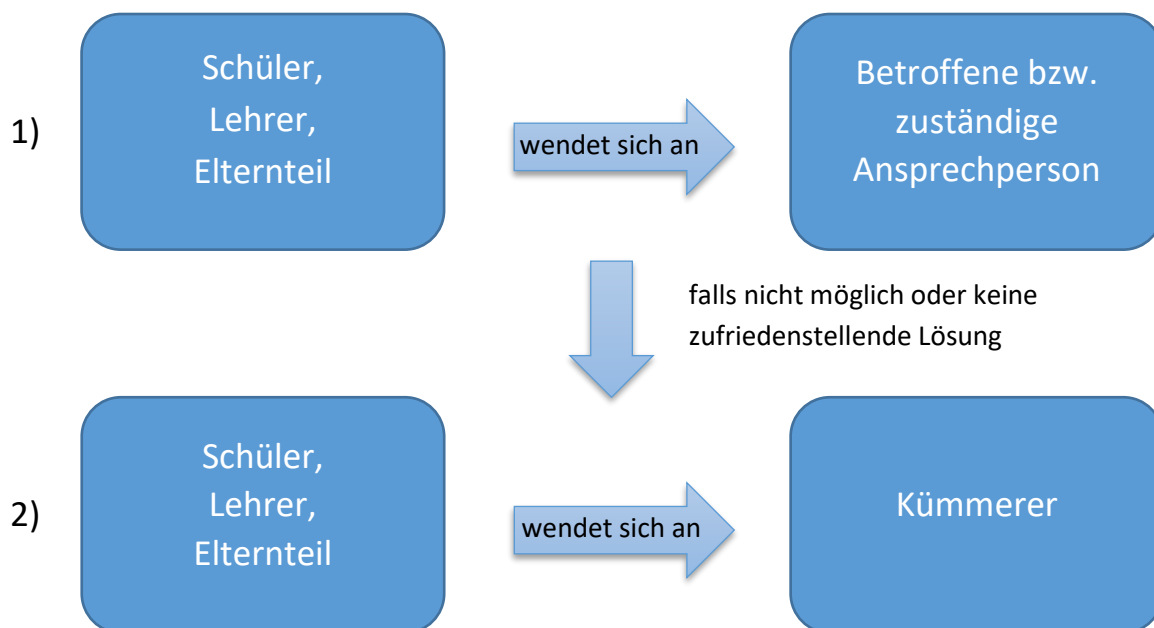 1)
Schüler,
Lehrer,
Elternteil
wendet sich an
Betroffene bzw.
zuständige
Ansprechperson
falls nicht möglich oder keine
zufriedenstellende Lösung
2)
Schüler,
Lehrer,
Elternteil
wendet sich an
Kümmerer